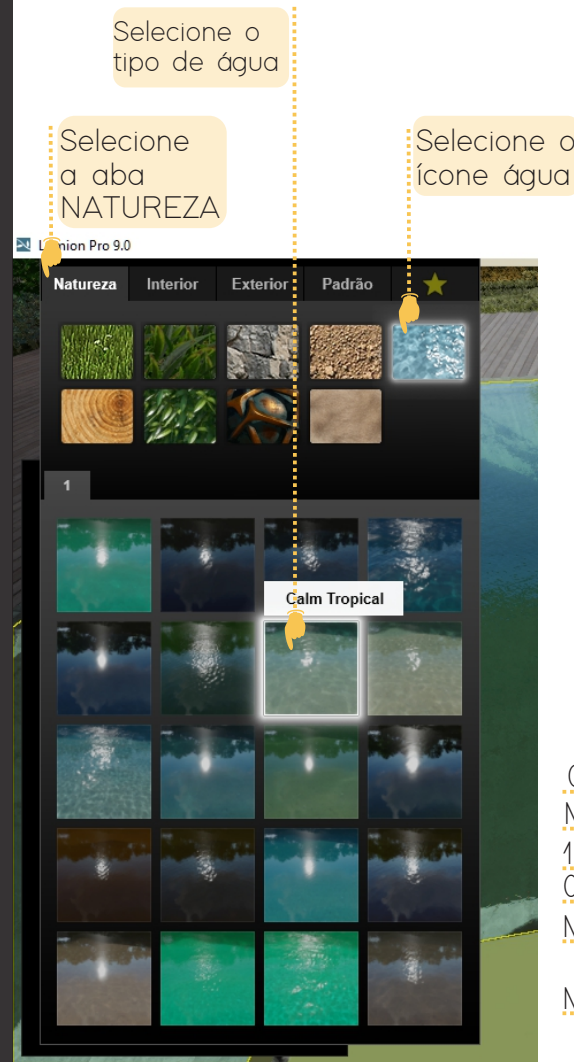 Selecione o
tipo de água
Selecione
a aba
NATUREZA
Selecione o
ícone água
Lumion Pro 9.0
Natureza Interior Exterior Padrão
1
Calm Tropical